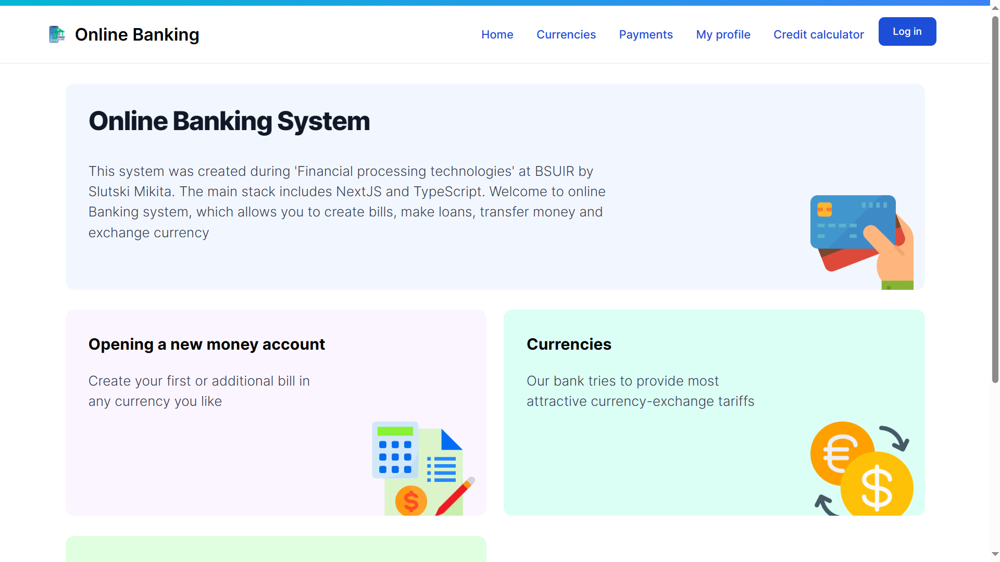 Online Banking
Home
Currencies
Payments
My profile
Credit calculator
Log in
Online Banking System
This system was created during 'Financial processing technologies' at BSUIR by
Slutski Mikita. The main stack includes NextJS and TypeScript. Welcome to online
Banking system, which allows you to create bills, make loans, transfer money and
exchange currency
Opening a new money account
Create your first or additional bill in
any currency you like
Currencies
Our bank tries to provide most
attractive currency-exchange tariffs